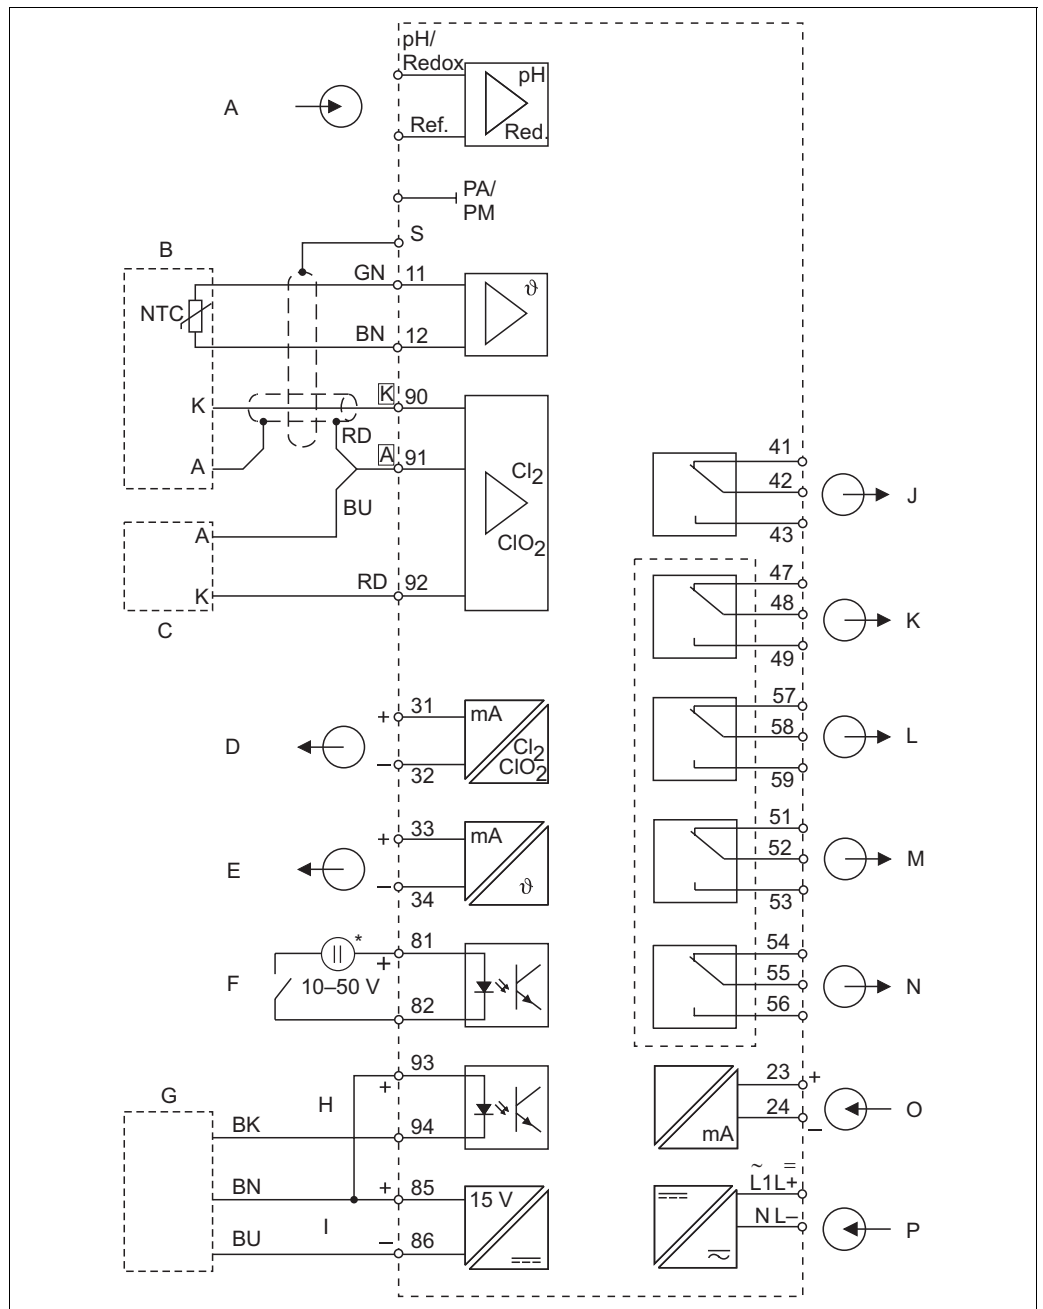 pH/
Redox
pH
A
Ref.
Red.
PA/
PM
S
B
GN 11
ϑ
NTC
BN 12
K K 90
RD
A A 91
Cl2
BU
ClO2
A
K RD 92
C
41
42
J
43
47
48
K
49
57
58
L
59
51
52
M
53
54
55
N
56
D
+ 31
mA
– 32
Cl2
ClO2
E
+ 33
mA
– 34
ϑ
F
*
81
+
10–50 V
82
G
93
+
H
BK 94
BN + 85
15 V
I
BU – 86
23 +
24
O
–
mA
~ =
L1L+
N L–
P